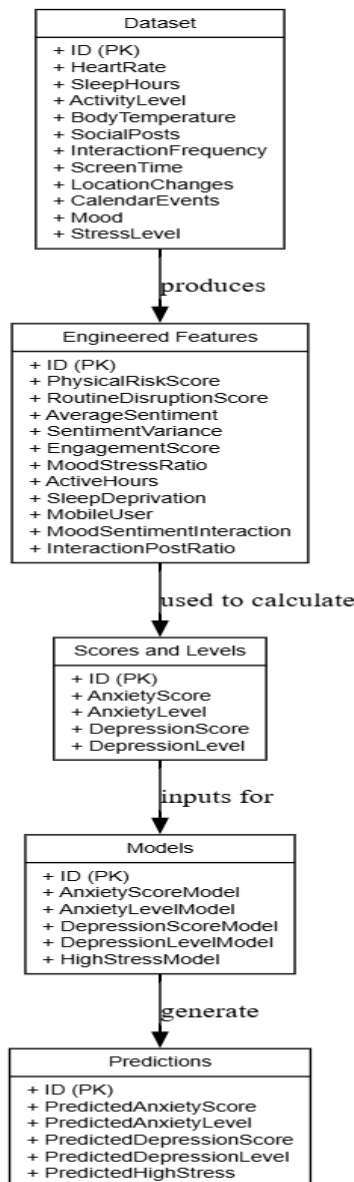 Dataset
+ ID (PK)
+ HeartRate
+ SleepHours
+ ActivityLevel
+ BodyTemperature
+ SocialPosts
+ InteractionFrequency
+ ScreenTime
+ LocationChanges
+ CalendarEvents
+ Mood
+ StressLevel
produces
Engineered Features
+ ID (PK)
+ PhysicalRiskScore
+ RoutineDisruptionScore
+ AverageSentiment
+ SentimentVariance
+ EngagementScore
+ MoodStressRatio
+ ActiveHours
+ SleepDeprivation
+ MobileUser
+ MoodSentimentInteraction
+ InteractionPostRatio
used to calculate
Scores and Levels
+ ID (PK)
+ AnxietyScore
+ AnxietyLevel
+ DepressionScore
+ DepressionLevel
inputs for
Models
+ ID (PK)
+ AnxietyScoreModel
+ AnxietyLevelModel
+ DepressionScoreModel
+ DepressionLevelModel
+ HighStressModel
generate
Predictions
+ ID (PK)
+ PredictedAnxietyScore
+ PredictedAnxietyLevel
+ PredictedDepressionScore
+ PredictedDepressionLevel
+ PredictedHighStress